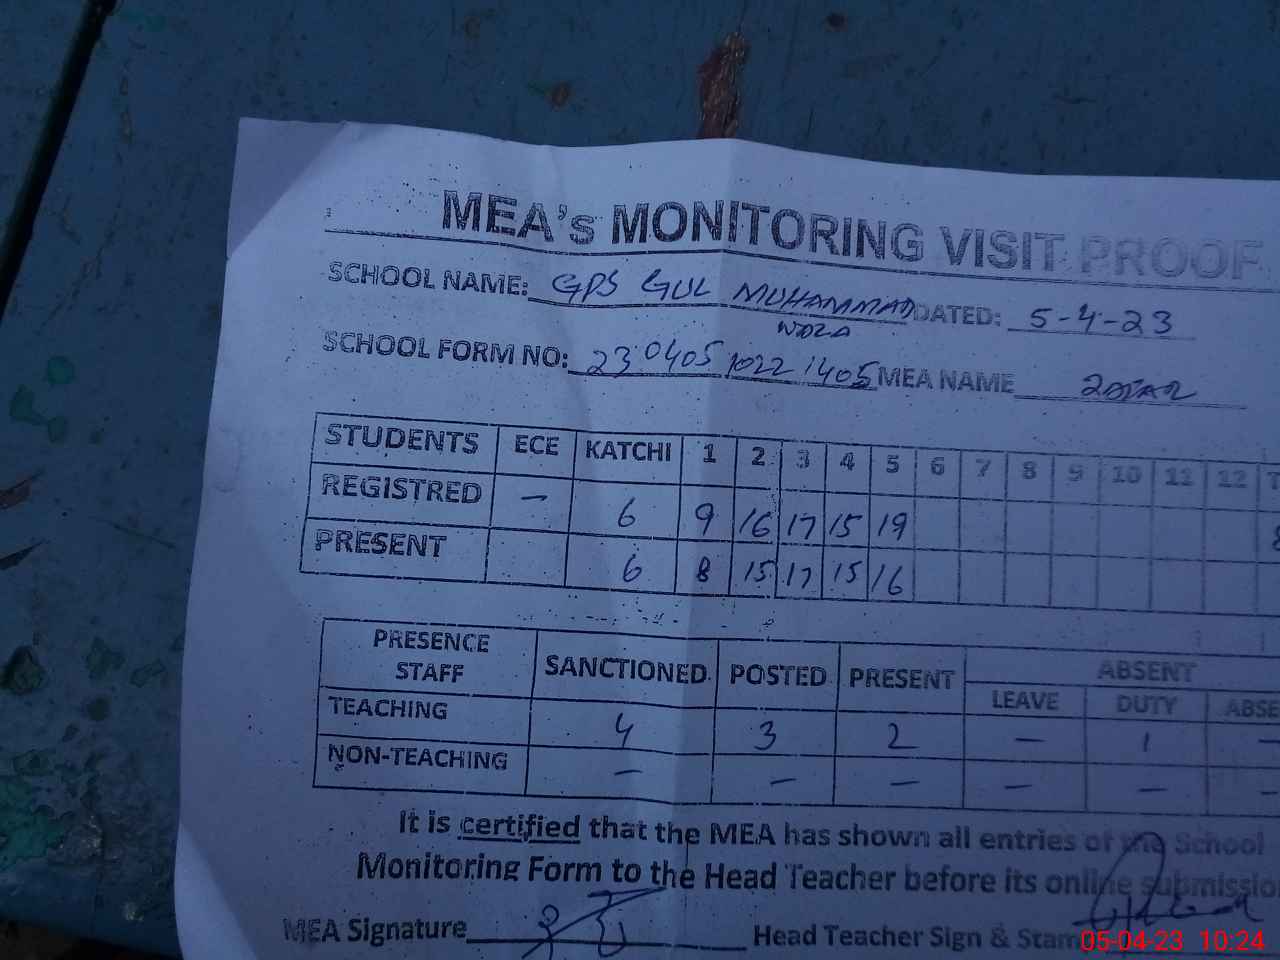 MEA's MONITORING VISIT PROOF
SCHOOL NAME: GPS GUL MUHAMMAD DATED: 5-4-23
SCHOOL FORM NO: 23040510221405 MEA NAME
STUDENTS ECE KATCHI 1 2 3 4 5 6 7 8 9 10 11 12 T
REGISTRED — 6 9 16 17 15 19
PRESENT 6 8 15 17 15 16
PRESENCE STAFF SANCTIONED POSTED PRESENT ABSENT
LEAVE DUTY ABSE
TEACHING 4 3 2 — 1 —
NON-TEACHING — — — — — —
It is certified that the MEA has shown all entries of the School
Monitoring Form to the Head Teacher before its online submissio
MEA Signature Head Teacher Sign & Stam
05-04-23 10:24